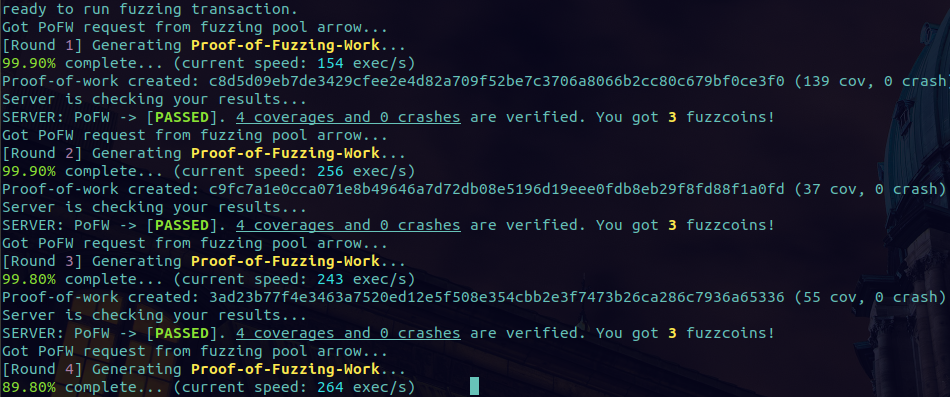 ready to run fuzzing transaction.
Got PoFW request from fuzzing pool arrow...
[Round 1] Generating Proof-of-Fuzzing-Work...
99.90% complete... (current speed: 154 exec/s)
Proof-of-work created: c8d5d09eb7de3429cfee2e4d82a709f52be7c3706a8066b2cc80c679bf0ce3f0 (139 cov, 0 crash)
Server is checking your results...
SERVER: PoFW -> [PASSED]. 4 coverages and 0 crashes are verified. You got 3 fuzzcoins!
Got PoFW request from fuzzing pool arrow...
[Round 2] Generating Proof-of-Fuzzing-Work...
99.90% complete... (current speed: 256 exec/s)
Proof-of-work created: c9fc7a1e0cca071e8b49646a7d72db08e5196d19eee0fdb8eb29f8fd88f1a0fd (37 cov, 0 crash)
Server is checking your results...
SERVER: PoFW -> [PASSED]. 4 coverages and 0 crashes are verified. You got 3 fuzzcoins!
Got PoFW request from fuzzing pool arrow...
[Round 3] Generating Proof-of-Fuzzing-Work...
99.80% complete... (current speed: 243 exec/s)
Proof-of-work created: 3ad23b77f4e3463a7520ed12e5f508e354cbb2e3f7473b26ca286c7936a65336 (55 cov, 0 crash)
Server is checking your results...
SERVER: PoFW -> [PASSED]. 4 coverages and 0 crashes are verified. You got 3 fuzzcoins!
Got PoFW request from fuzzing pool arrow...
[Round 4] Generating Proof-of-Fuzzing-Work...
89.80% complete... (current speed: 264 exec/s)